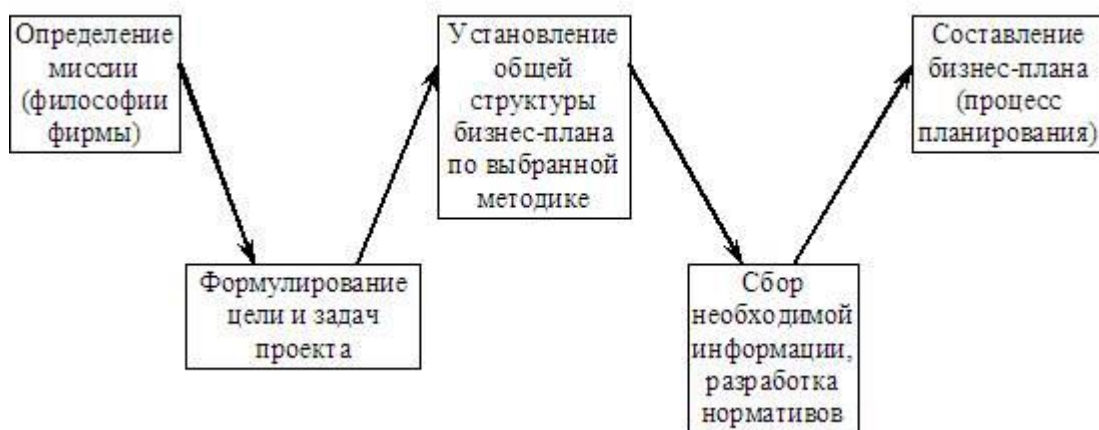 Определение
миссии
(философии
фирмы)
Формулирование
цели и задач
проекта
Установление
общей
структуры
бизнес-плана
по выбранной
методике
Сбор
необходимой
информации,
разработка
нормативов
Составление
бизнес-плана
(процесс
планирования)